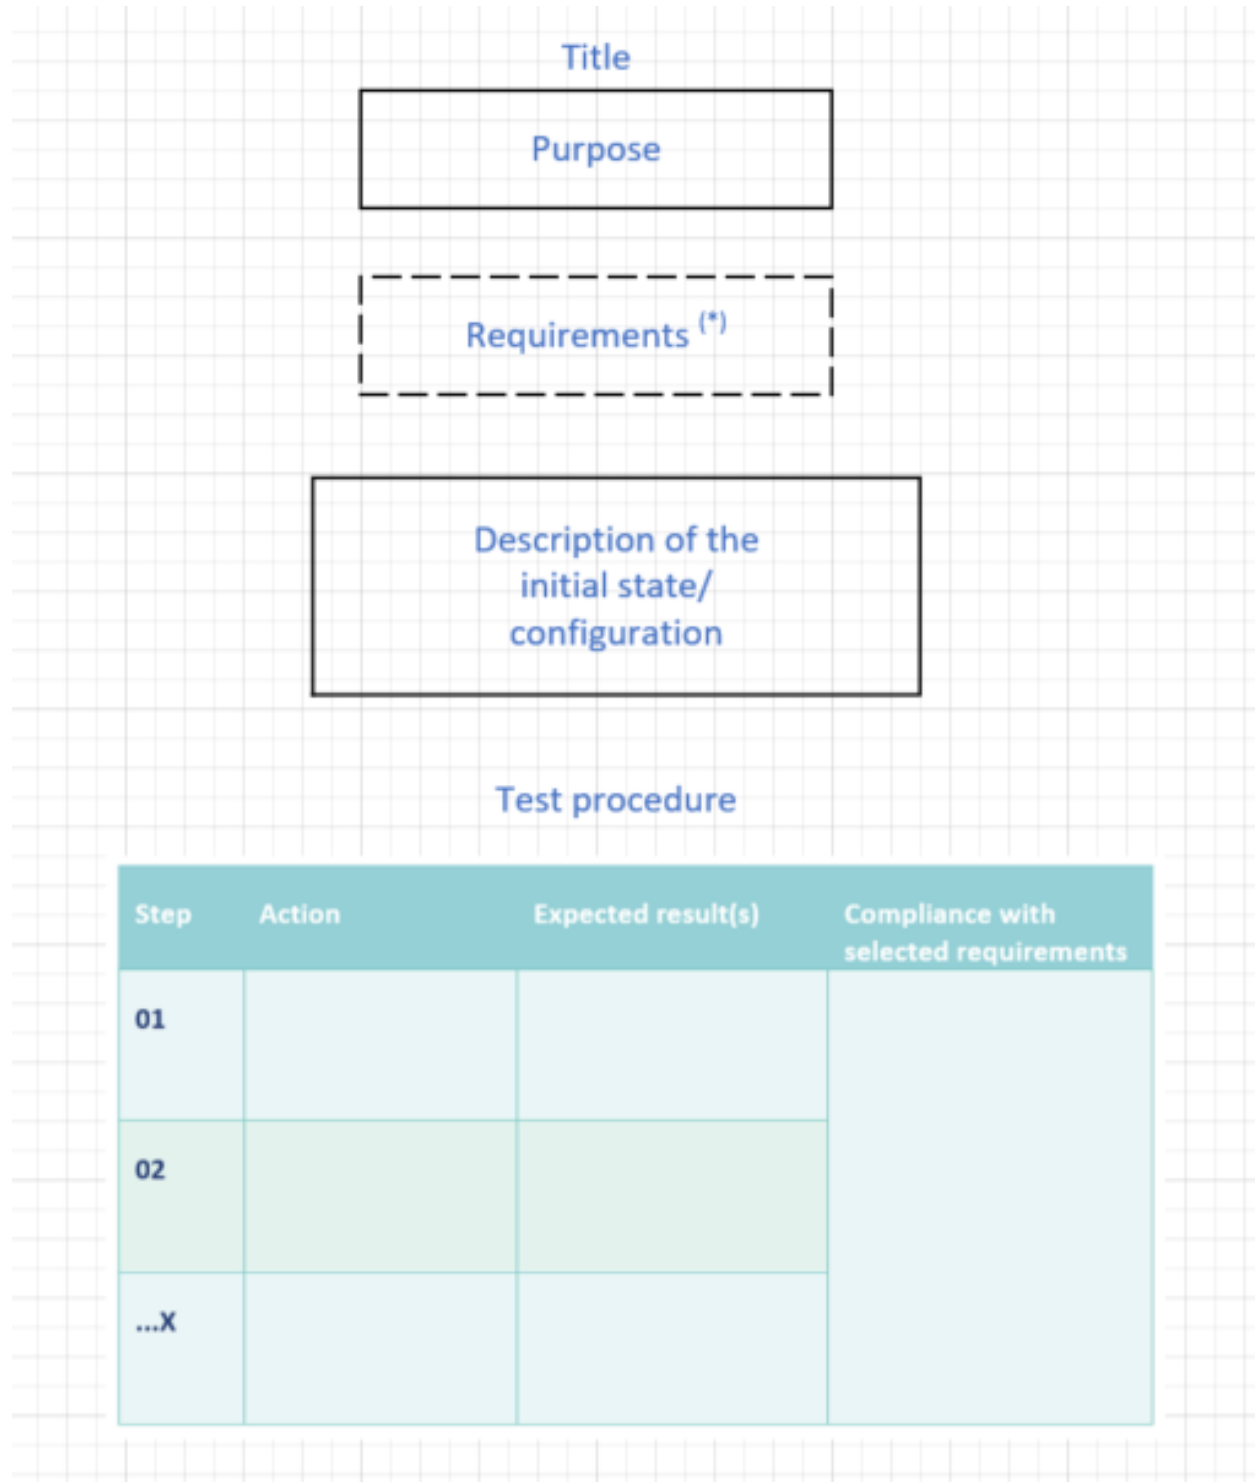 Title
Purpose
Requirements (*)
Description of the
initial state/
configuration
Test procedure
Step Action Expected result(s) Compliance with
selected requirements
01
02
...X